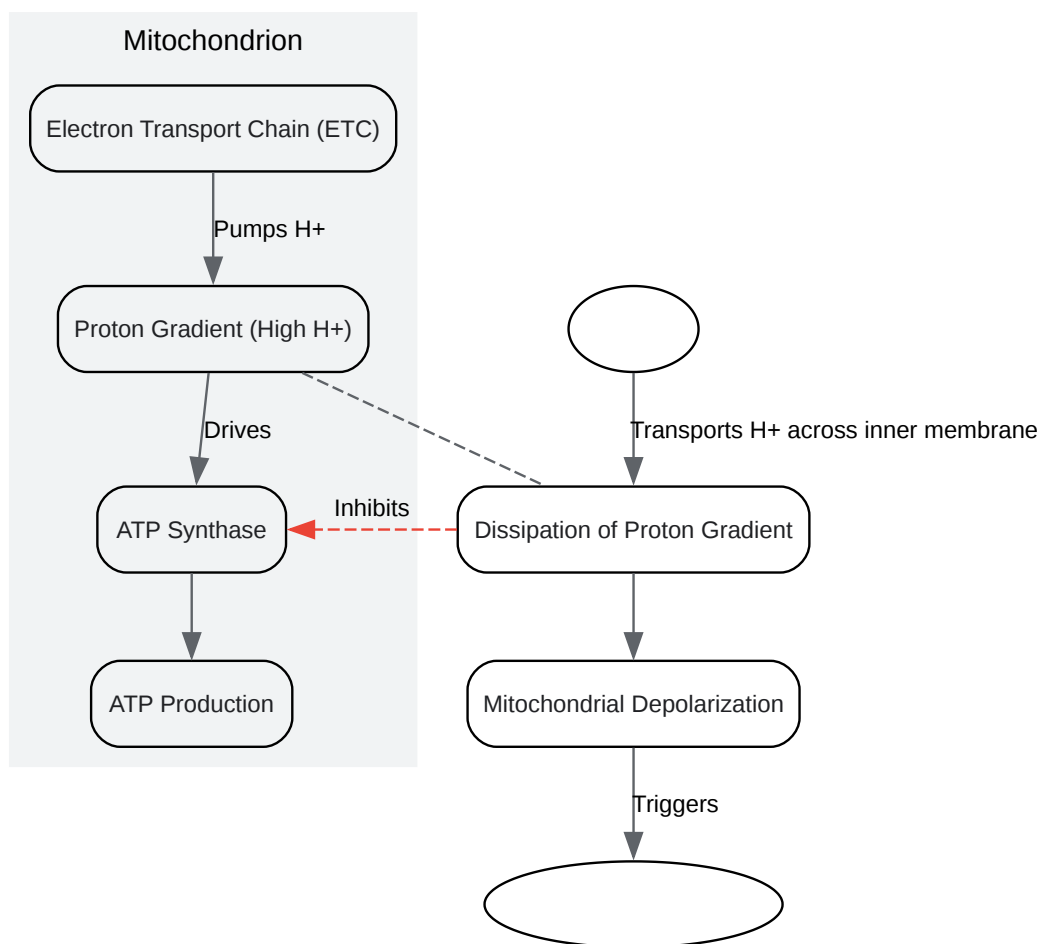 Mitochondrion
Electron Transport Chain (ETC)
Pumps H+
Proton Gradient (High H+)
Drives
Transports H+ across inner membrane
Inhibits
ATP Synthase
Dissipation of Proton Gradient
ATP Production
Mitochondrial Depolarization
Triggers